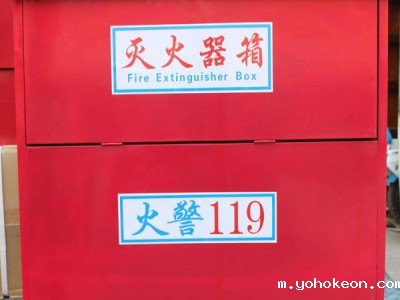 灭火器箱
Fire Extinguisher Box
火警119
m.yohokeon.com